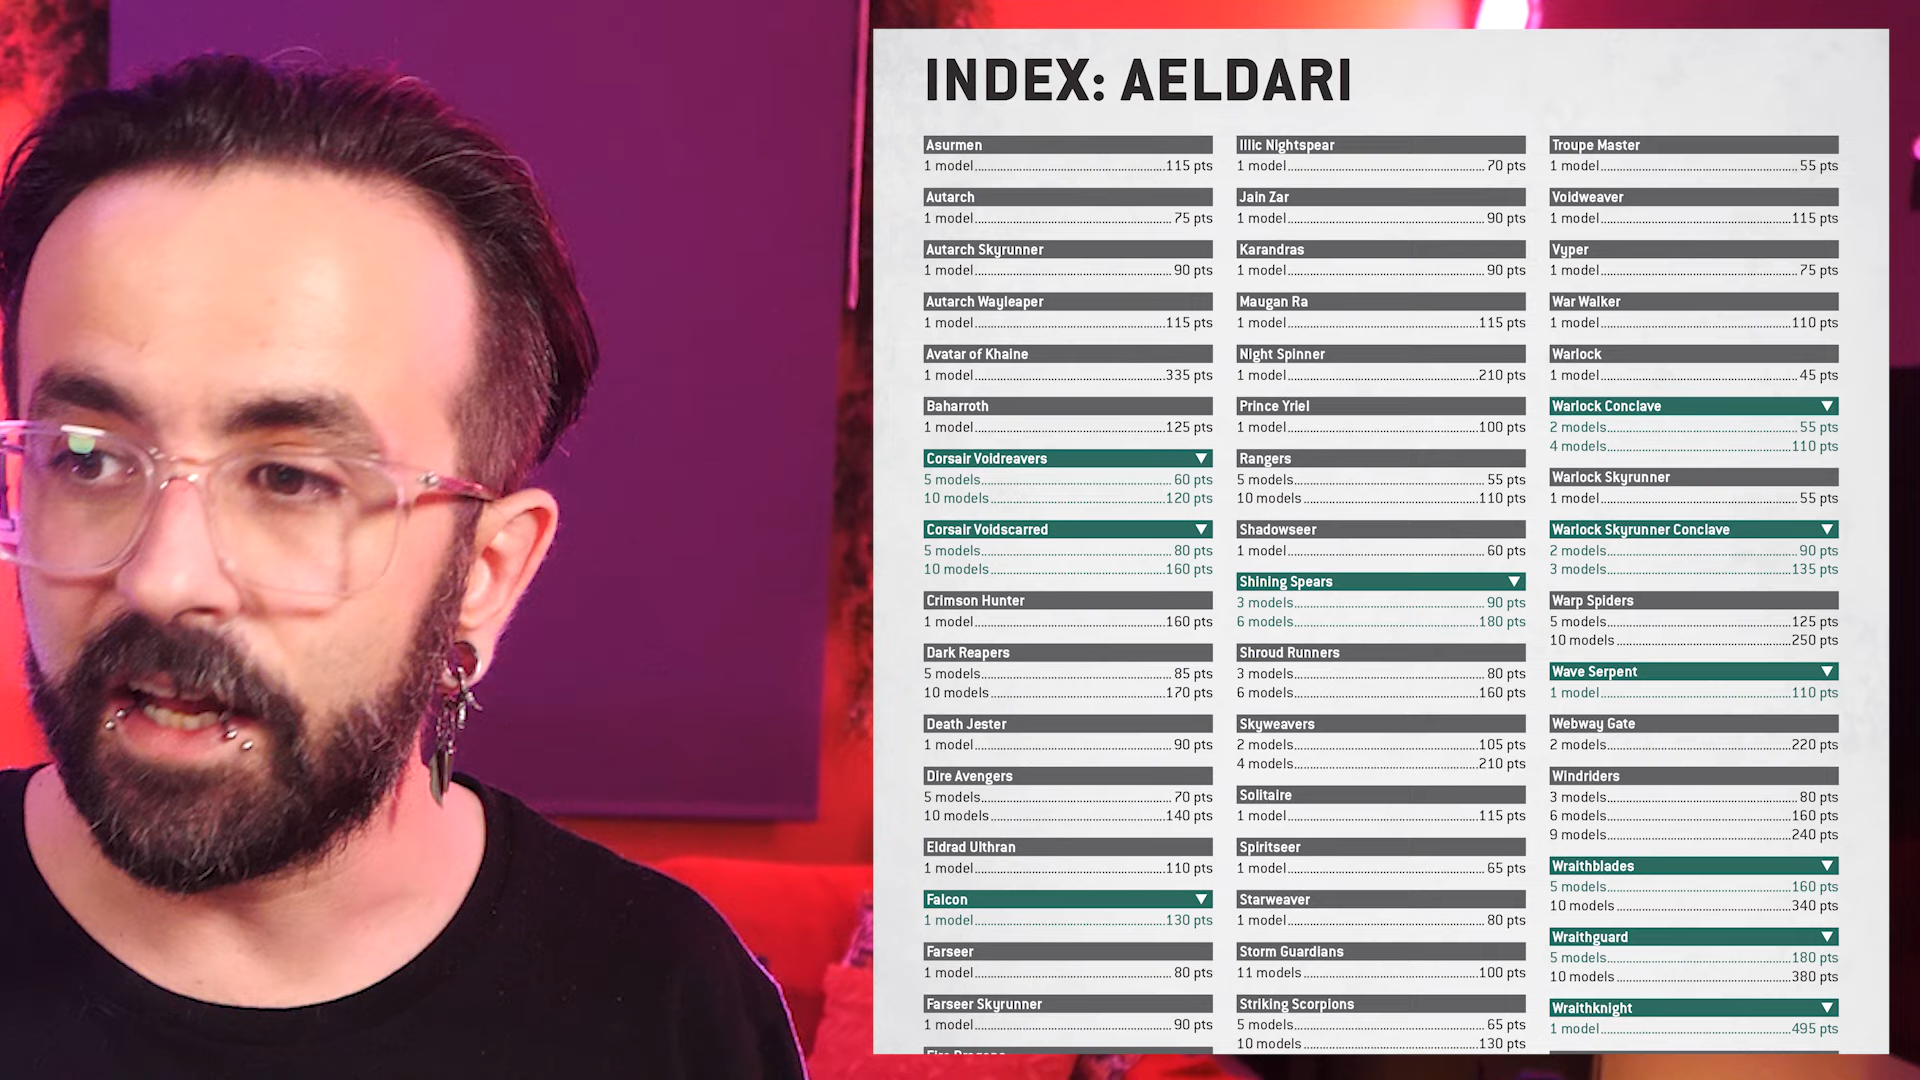 INDEX: AELDARI
Asurmen
1 model 115 pts
Autarch
1 model 75 pts
Autarch Skyrunner
1 model 90 pts
Autarch Wayleaper
1 model 115 pts
Avatar of Khaine
1 model 335 pts
Baharroth
1 model 125 pts
Corsair Voidreavers ▼
5 models 60 pts
10 models 120 pts
Corsair Voidscarred ▼
5 models 80 pts
10 models 160 pts
Crimson Hunter
1 model 160 pts
Dark Reapers
5 models 85 pts
10 models 170 pts
Death Jester
1 model 90 pts
Dire Avengers
5 models 70 pts
10 models 140 pts
Eldrad Ulthran
1 model 110 pts
Falcon ▼
1 model 130 pts
Farseer
1 model 80 pts
Farseer Skyrunner
1 model 90 pts
Illic Nightspear
1 model 70 pts
Jain Zar
1 model 90 pts
Karandras
1 model 90 pts
Maugan Ra
1 model 115 pts
Night Spinner
1 model 210 pts
Prince Yriel
1 model 100 pts
Rangers
5 models 55 pts
10 models 110 pts
Shadowseer
1 model 60 pts
Shining Spears ▼
3 models 90 pts
6 models 180 pts
Shroud Runners
3 models 80 pts
6 models 160 pts
Skyweavers
2 models 105 pts
4 models 210 pts
Solitaire
1 model 115 pts
Spiritseer
1 model 65 pts
Starweaver
1 model 80 pts
Storm Guardians
11 models 100 pts
Striking Scorpions
5 models 65 pts
10 models 130 pts
Troupe Master
1 model 55 pts
Voidweaver
1 model 115 pts
Vyper
1 model 75 pts
War Walker
1 model 110 pts
Warlock
1 model 45 pts
Warlock Conclave ▼
2 models 55 pts
4 models 110 pts
Warlock Skyrunner
1 model 55 pts
Warlock Skyrunner Conclave ▼
2 models 90 pts
3 models 135 pts
Warp Spiders
5 models 125 pts
10 models 250 pts
Wave Serpent ▼
1 model 110 pts
Webway Gate
2 models 220 pts
Windriders
3 models 80 pts
6 models 160 pts
9 models 240 pts
Wraithblades ▼
5 models 160 pts
10 models 340 pts
Wraithguard ▼
5 models 180 pts
10 models 380 pts
Wraithknight ▼
1 model 495 pts